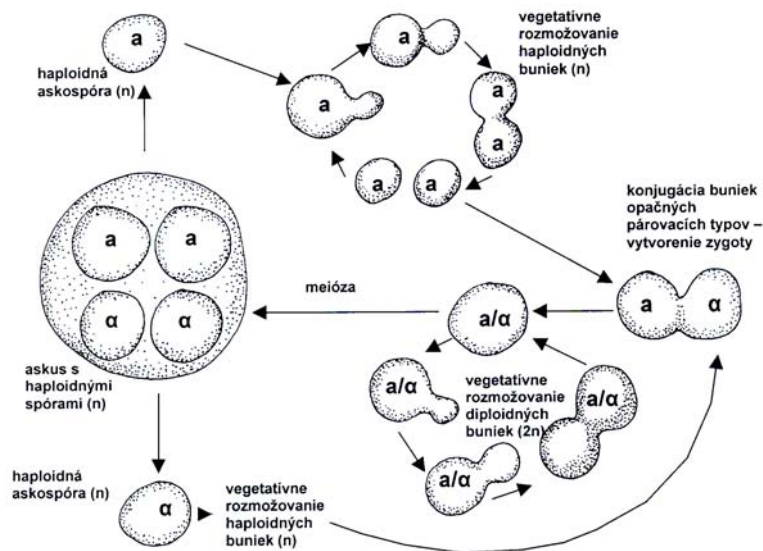 a
haploidná
askospóra (n)
a
a
a
a
a
a
vegetatívne
rozmožovanie
haploidných
buniek (n)
konjugácia buniek
opačných
párovacích typov –
vytvorenie zygoty
a
α
a
a
α
α
askus s
haploidnými
spórami (n)
meióza
a/α
a/α
a/α
a/α
vegetatívne
rozmožovanie
diploidných
buniek (2n)
haploidná
askospóra (n)
α
vegetatívne
rozmožovanie
haploidných
buniek (n)